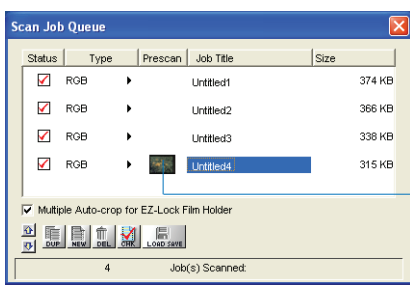 Scan Job Queue
Status Type Prescan Job Title Size
RGB Untitled1 374 KB
RGB Untitled2 366 KB
RGB Untitled3 338 KB
RGB Untitled4 315 KB
Multiple Auto-crop for EZ-Lock Film Holder
DUP NEW DEL CHK LOAD SAVE
4 Job(s) Scanned: